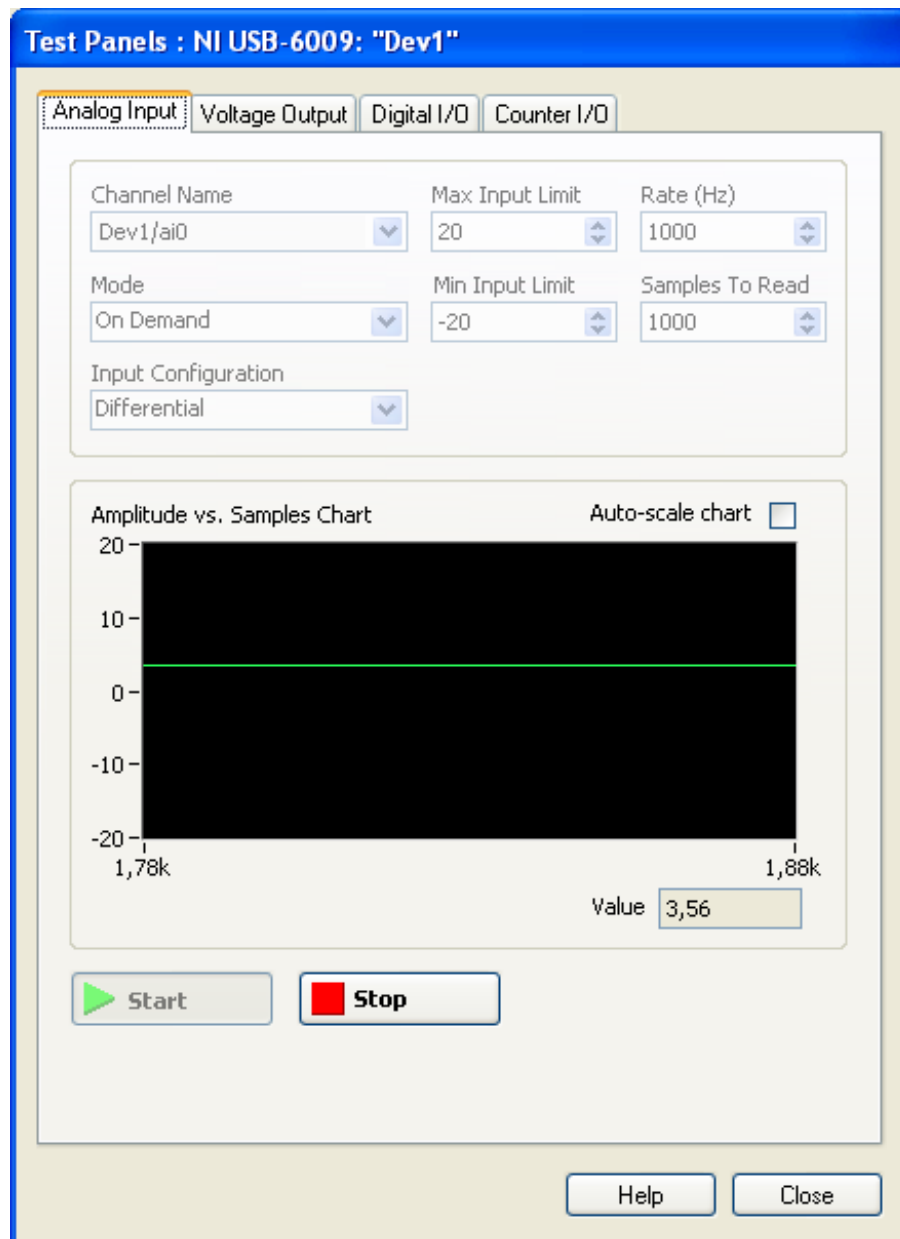 Test Panels : NI USB-6009: "Dev1"
Analog Input Voltage Output Digital I/O Counter I/O
Channel Name Max Input Limit Rate (Hz)
Dev1/ai0 20 1000
Mode Min Input Limit Samples To Read
On Demand -20 1000
Input Configuration
Differential
Amplitude vs. Samples Chart Auto-scale chart
20
10
0
-10
-20
1,78k 1,88k
Value 3,56
Start Stop
Help Close